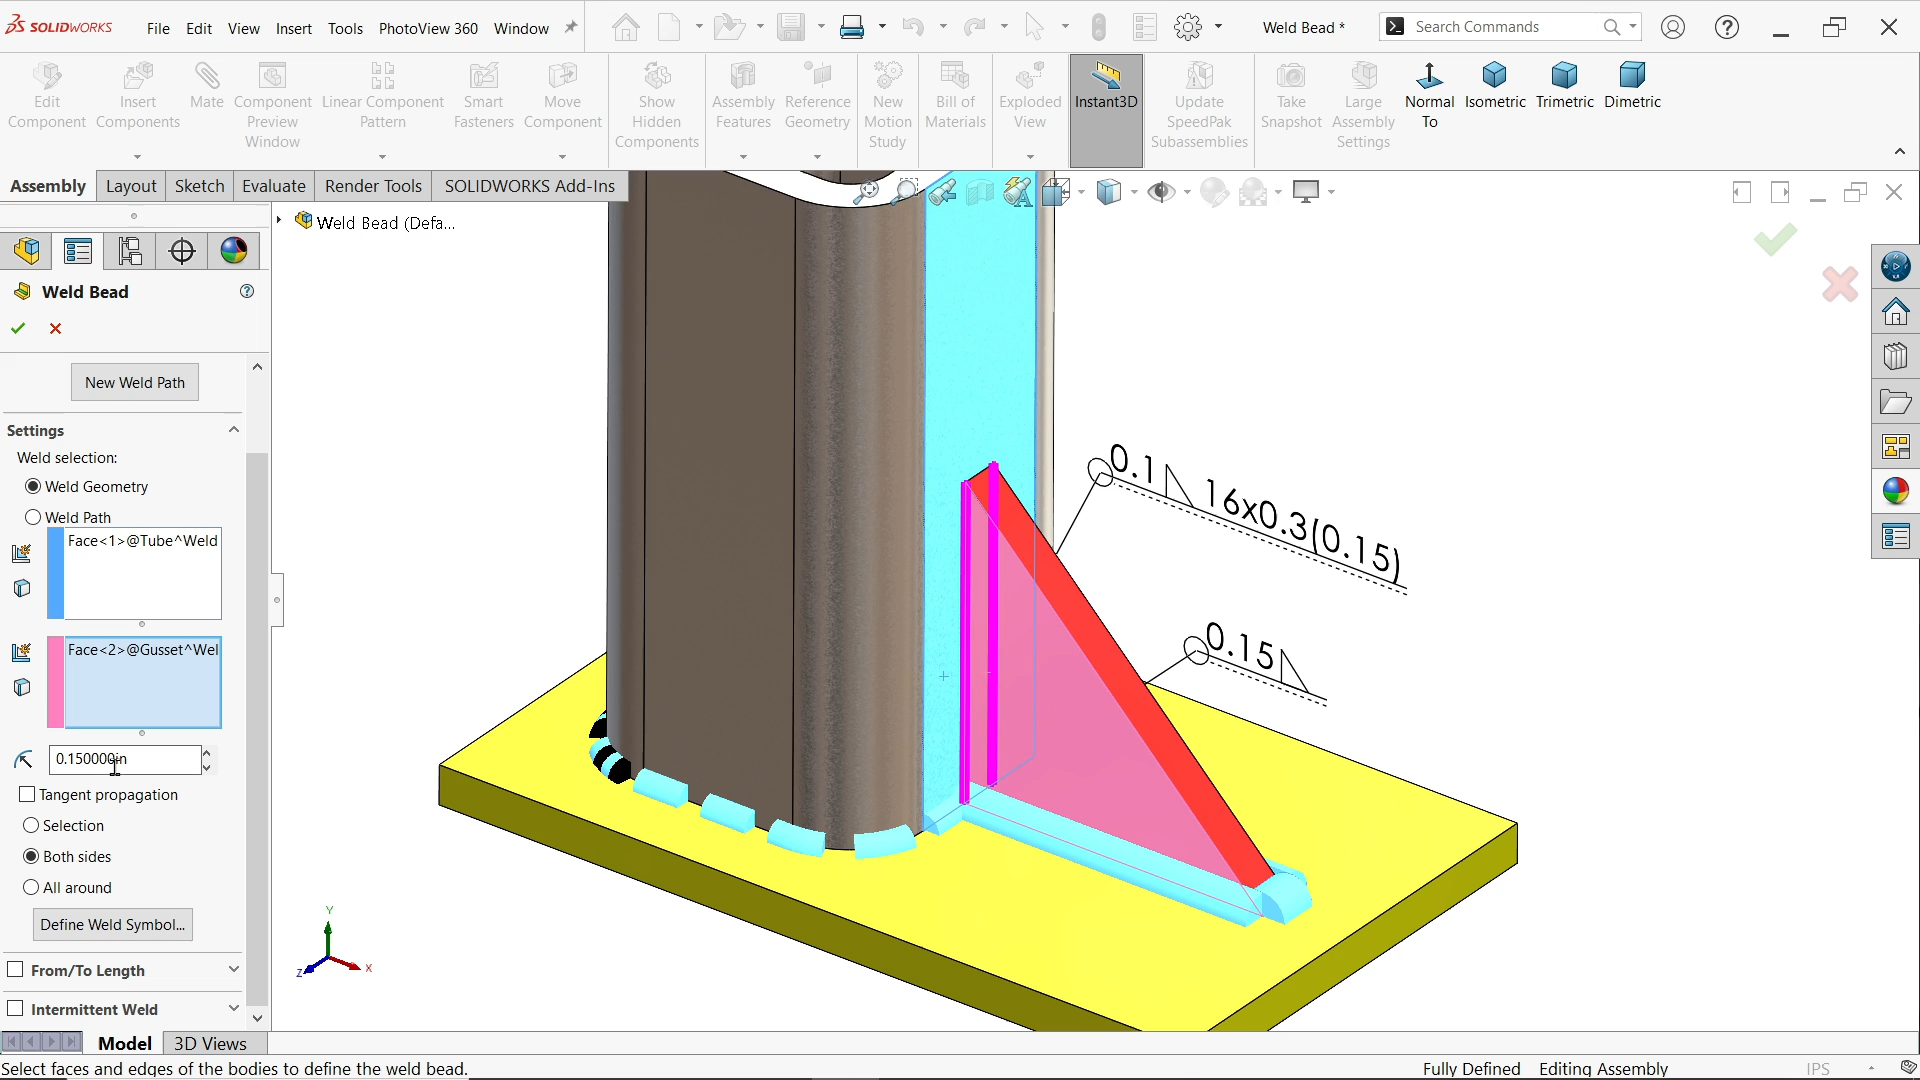 SOLIDWORKS File Edit View Insert Tools PhotoView 360 Window Weld Bead * Search Commands
Edit Component
Insert Components
Mate
Component Preview Window
Linear Component Pattern
Smart Fasteners
Move Component
Show Hidden Components
Assembly Features
Reference Geometry
New Motion Study
Bill of Materials
Exploded View
Instant3D
Update SpeedPak Subassemblies
Take Snapshot
Large Assembly Settings
Normal To
Isometric
Trimetric
Dimetric
Assembly Layout Sketch Evaluate Render Tools SOLIDWORKS Add-Ins
Weld Bead (Defa...
Weld Bead
New Weld Path
Settings
Weld selection:
Weld Geometry
Weld Path
Face<1>@Tube^Weld
Face<2>@Gusset^Wel
0.150000in
Tangent propagation
Selection
Both sides
All around
Define Weld Symbol...
From/To Length
Intermittent Weld
0.1 16x0.3(0.15)
0.15
Y
Z
X
Model 3D Views
Select faces and edges of the bodies to define the weld bead. Fully Defined Editing Assembly IPS